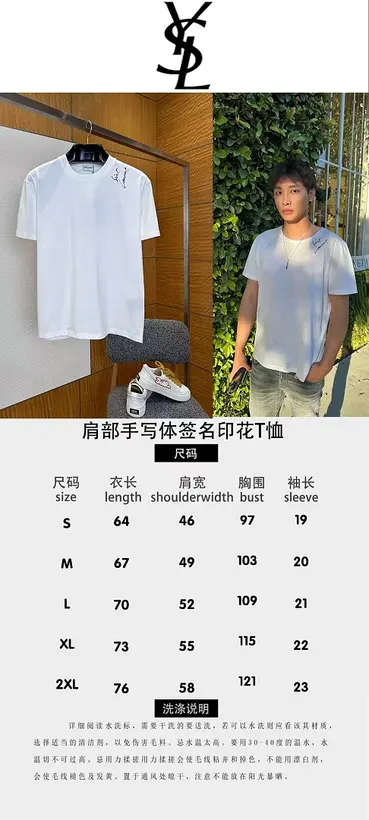 YSL
肩部手写体签名印花T恤
尺码
尺码 衣长 肩宽 胸围 袖长
size length shoulderwidth bust sleeve
S 64 46 97 19
M 67 49 103 20
L 70 52 109 21
XL 73 55 115 22
2XL 76 58 121 23
洗涤说明
详细阅读水洗标，需要干洗的要送洗，若可以水洗则应看该其材质，
选择适当的清洁剂，以免伤害毛料。总水温太高。要用30-40度的温水，水
温切不可过高。总用力揉搓用力揉搓会使毛线粘并和掉色，不能用漂白剂，
会使毛线褪色及发黄。置于通风处晾干，注意不能放在阳光暴晒。